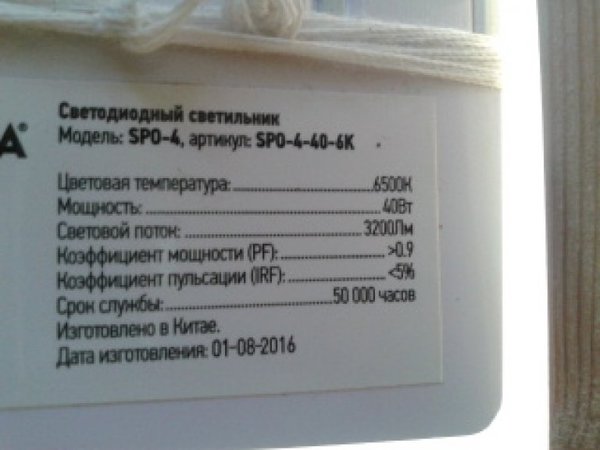 А®
Светодиодный светильник
Модель: SPO-4, артикул: SPO-4-40-6К
Цветовая температура:.................6500К
Мощность:.................40Вт
Световой поток:.................3200Лм
Коэффициент мощности (PF):.................>0.9
Коэффициент пульсации (IRF):.................<5%
Срок службы:.................50 000 часов
Изготовлено в Китае.
Дата изготовления: 01-08-2016